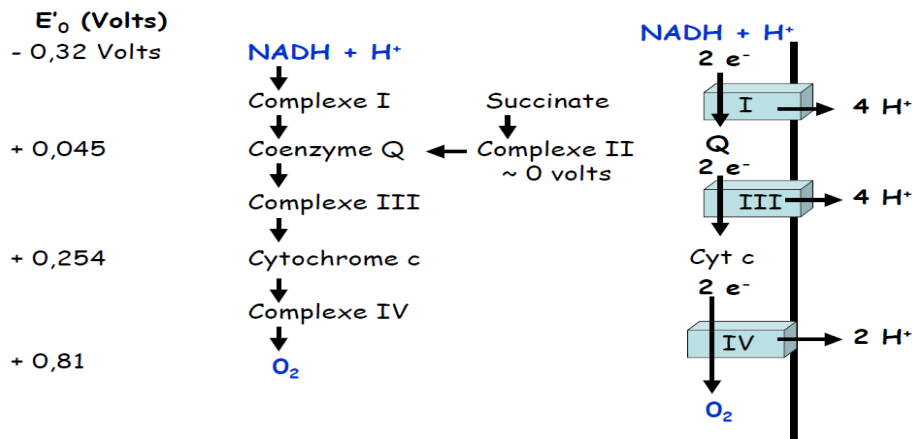 E'₀ (Volts)
- 0,32 Volts
NADH + H⁺
Complexe I
Succinate
+ 0,045
Coenzyme Q
Complexe II
~ 0 volts
Complexe III
+ 0,254
Cytochrome c
Complexe IV
+ 0,81
O₂
NADH + H⁺
2 e⁻
I
4 H⁺
Q
2 e⁻
III
4 H⁺
Cyt c
2 e⁻
IV
2 H⁺
O₂